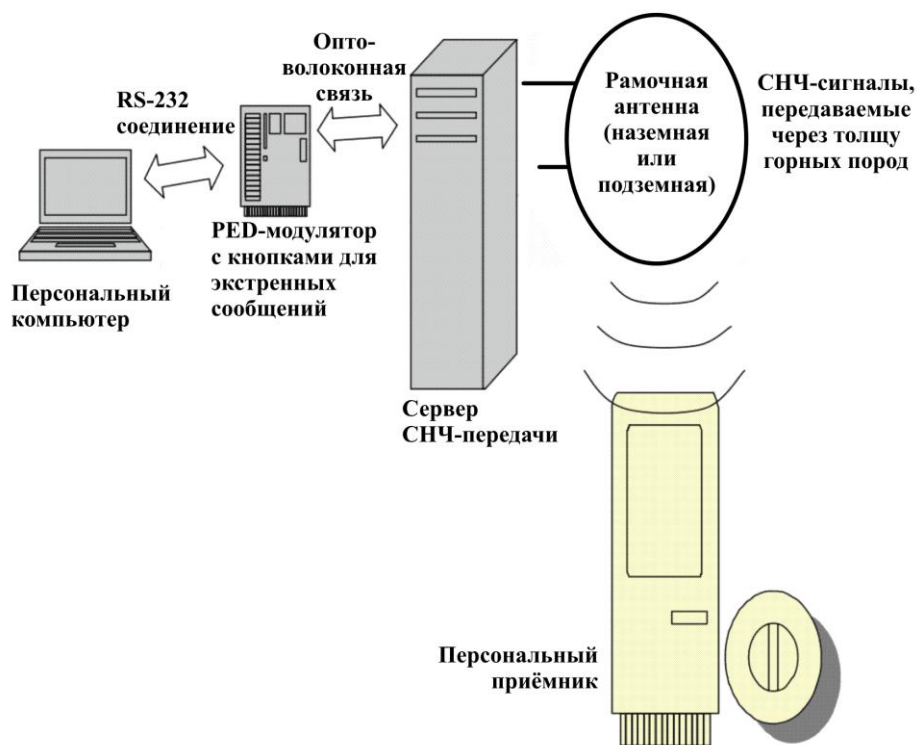 Опто-
волоконная
связь
RS-232
соединение
Рамочная
антенна
(наземная
или
подземная)
СНЧ-сигналы,
передаваемые
через толщу
горных пород
PED-модулятор
с кнопками для
экстренных
сообщений
Персональный
компьютер
Сервер
СНЧ-передачи
Персональный
приёмник